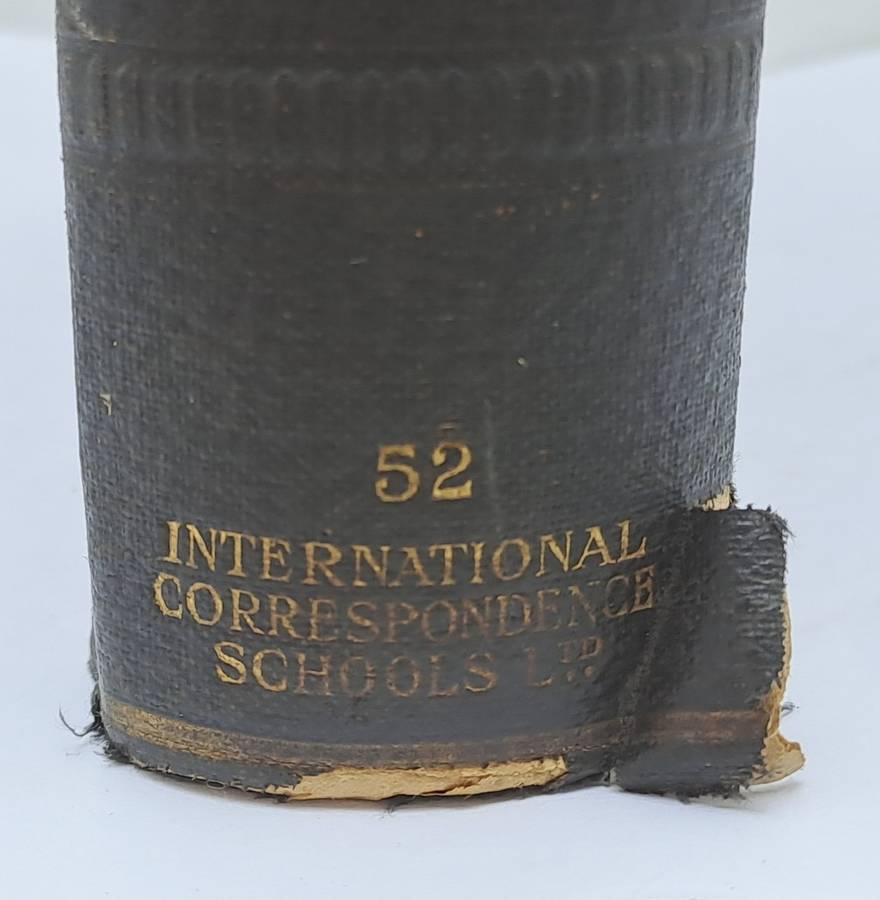 52
INTERNATIONAL
CORRESPONDENCE
SCHOOLS LTD.